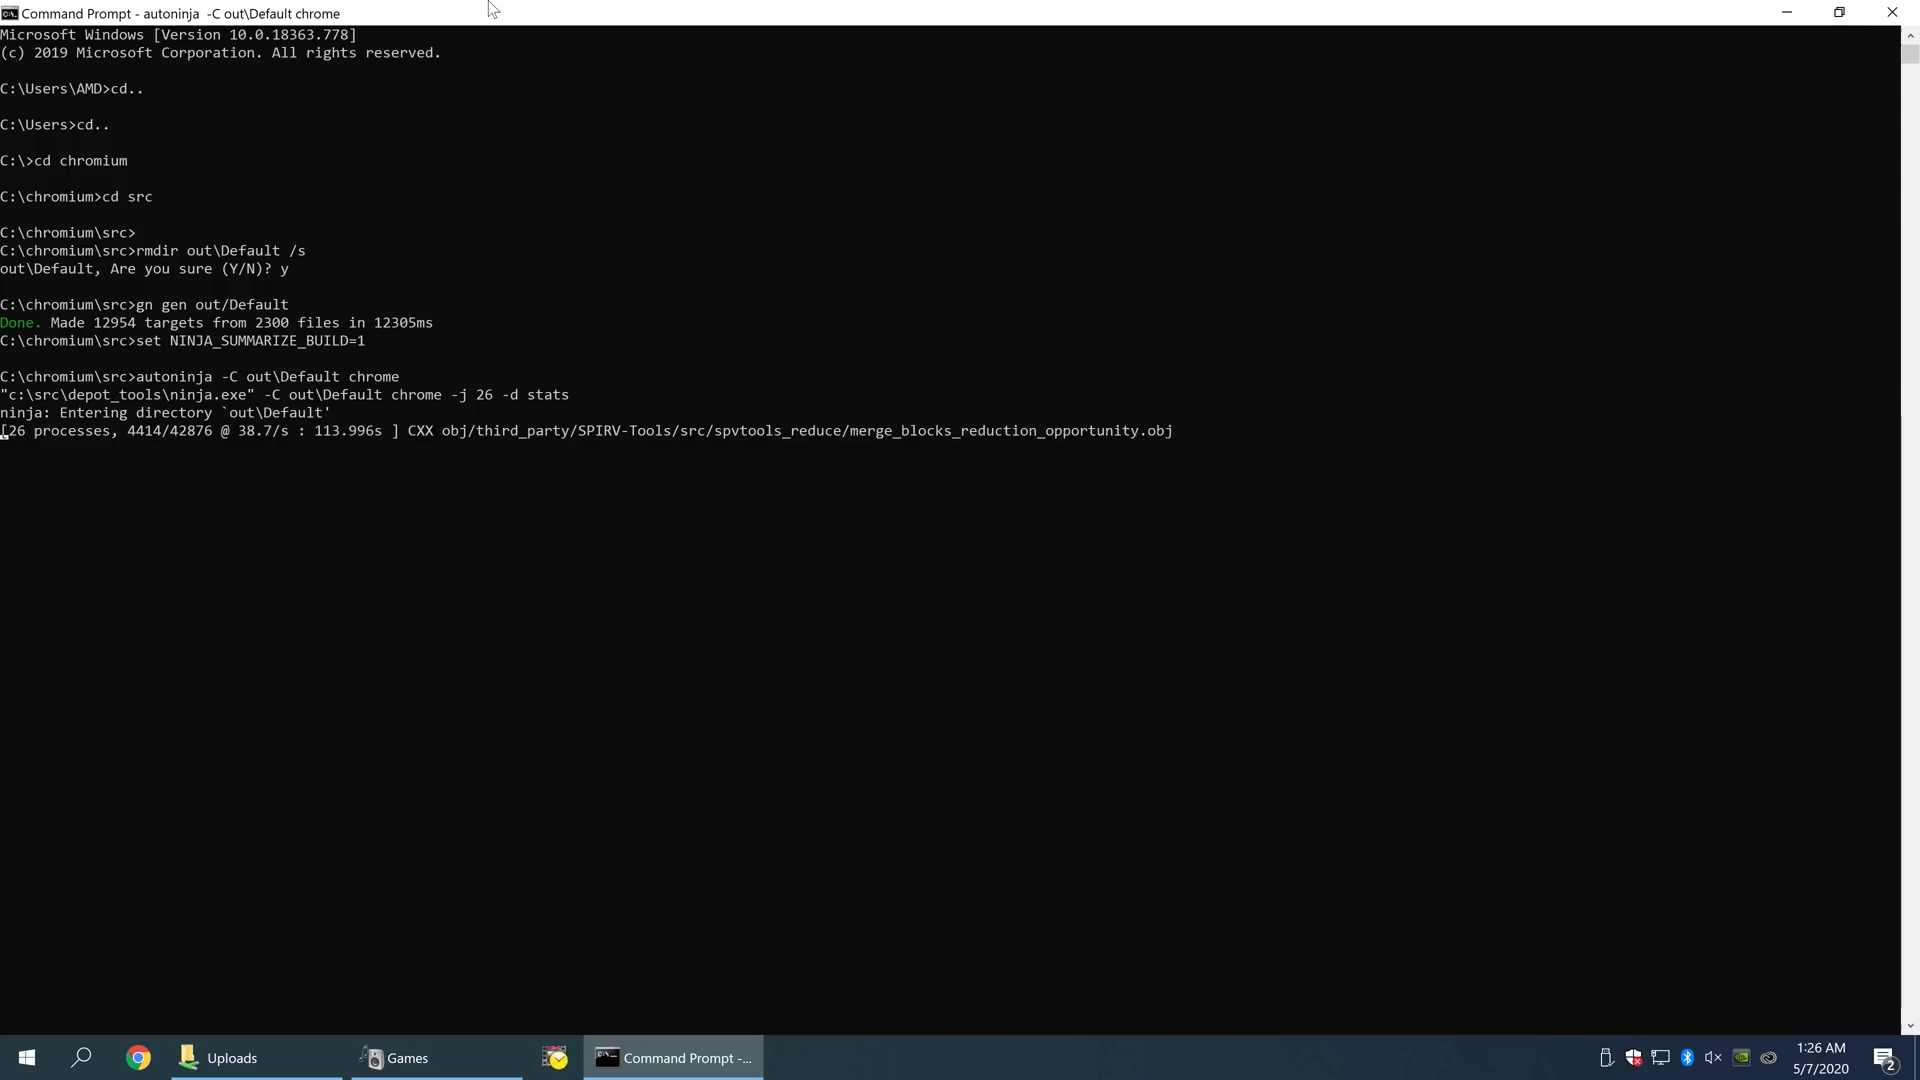 Command Prompt - autoninja  -C out\Default chrome
Microsoft Windows [Version 10.0.18363.778]
(c) 2019 Microsoft Corporation. All rights reserved.
C:\Users\AMD>cd..
C:\Users>cd..
C:\>cd chromium
C:\chromium>cd src
C:\chromium\src>
C:\chromium\src>rmdir out\Default /s
out\Default, Are you sure (Y/N)? y
C:\chromium\src>gn gen out/Default
Done. Made 12954 targets from 2300 files in 12305ms
C:\chromium\src>set NINJA_SUMMARIZE_BUILD=1
C:\chromium\src>autoninja -C out\Default chrome
"c:\src\depot_tools\ninja.exe" -C out\Default chrome -j 26 -d stats
ninja: Entering directory `out\Default'
[26 processes, 4414/42876 @ 38.7/s : 113.996s ] CXX obj/third_party/SPIRV-Tools/src/spvtools_reduce/merge_blocks_reduction_opportunity.obj
Uploads
Games
Command Prompt -...
1:26 AM
5/7/2020
2